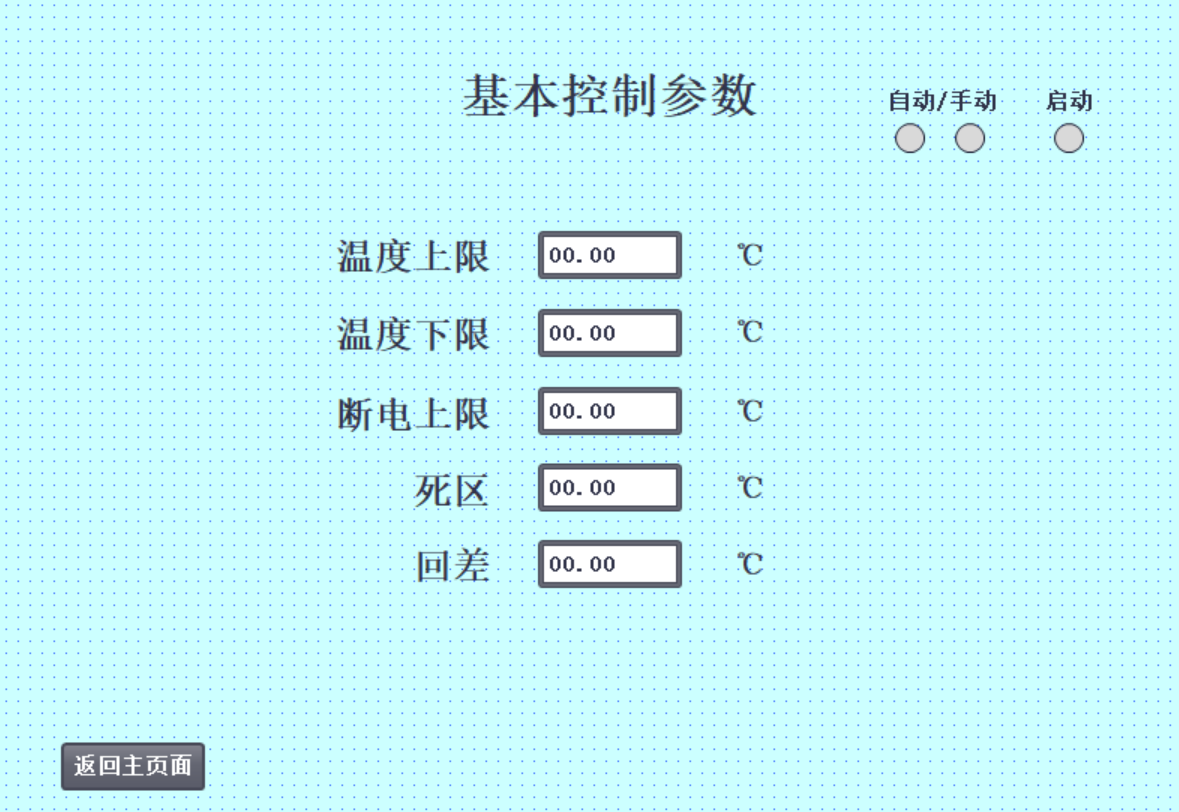 基本控制参数
自动/手动 启动
温度上限 00.00 ℃
温度下限 00.00 ℃
断电上限 00.00 ℃
死区 00.00 ℃
回差 00.00 ℃
返回主页面